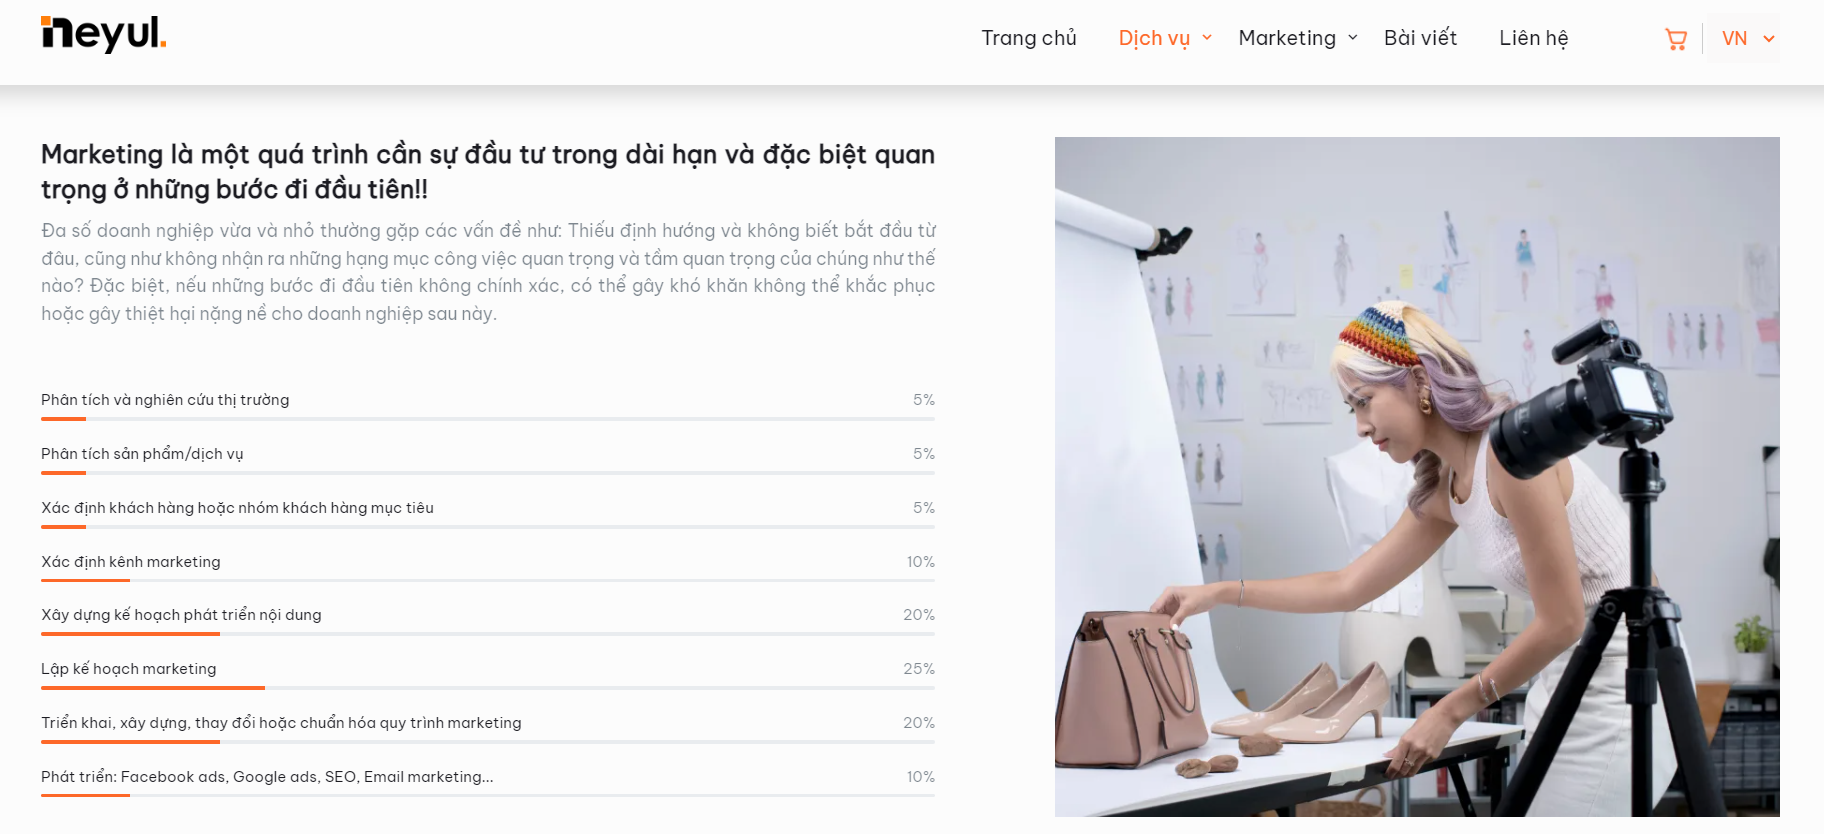 neyul.
Trang chủ Dịch vụ Marketing Bài viết Liên hệ VN
Marketing là một quá trình cần sự đầu tư trong dài hạn và đặc biệt quan
trọng ở những bước đi đầu tiên!!
Đa số doanh nghiệp vừa và nhỏ thường gặp các vấn đề như: Thiếu định hướng và không biết bắt đầu từ
đâu, cũng như không nhận ra những hạng mục công việc quan trọng và tầm quan trọng của chúng như thế
nào? Đặc biệt, nếu những bước đi đầu tiên không chính xác, có thể gây khó khăn không thể khắc phục
hoặc gây thiệt hại nặng nề cho doanh nghiệp sau này.
Phân tích và nghiên cứu thị trường 5%
Phân tích sản phẩm/dịch vụ 5%
Xác định khách hàng hoặc nhóm khách hàng mục tiêu 5%
Xác định kênh marketing 10%
Xây dựng kế hoạch phát triển nội dung 20%
Lập kế hoạch marketing 25%
Triển khai, xây dựng, thay đổi hoặc chuẩn hóa quy trình marketing 20%
Phát triển: Facebook ads, Google ads, SEO, Email marketing... 10%